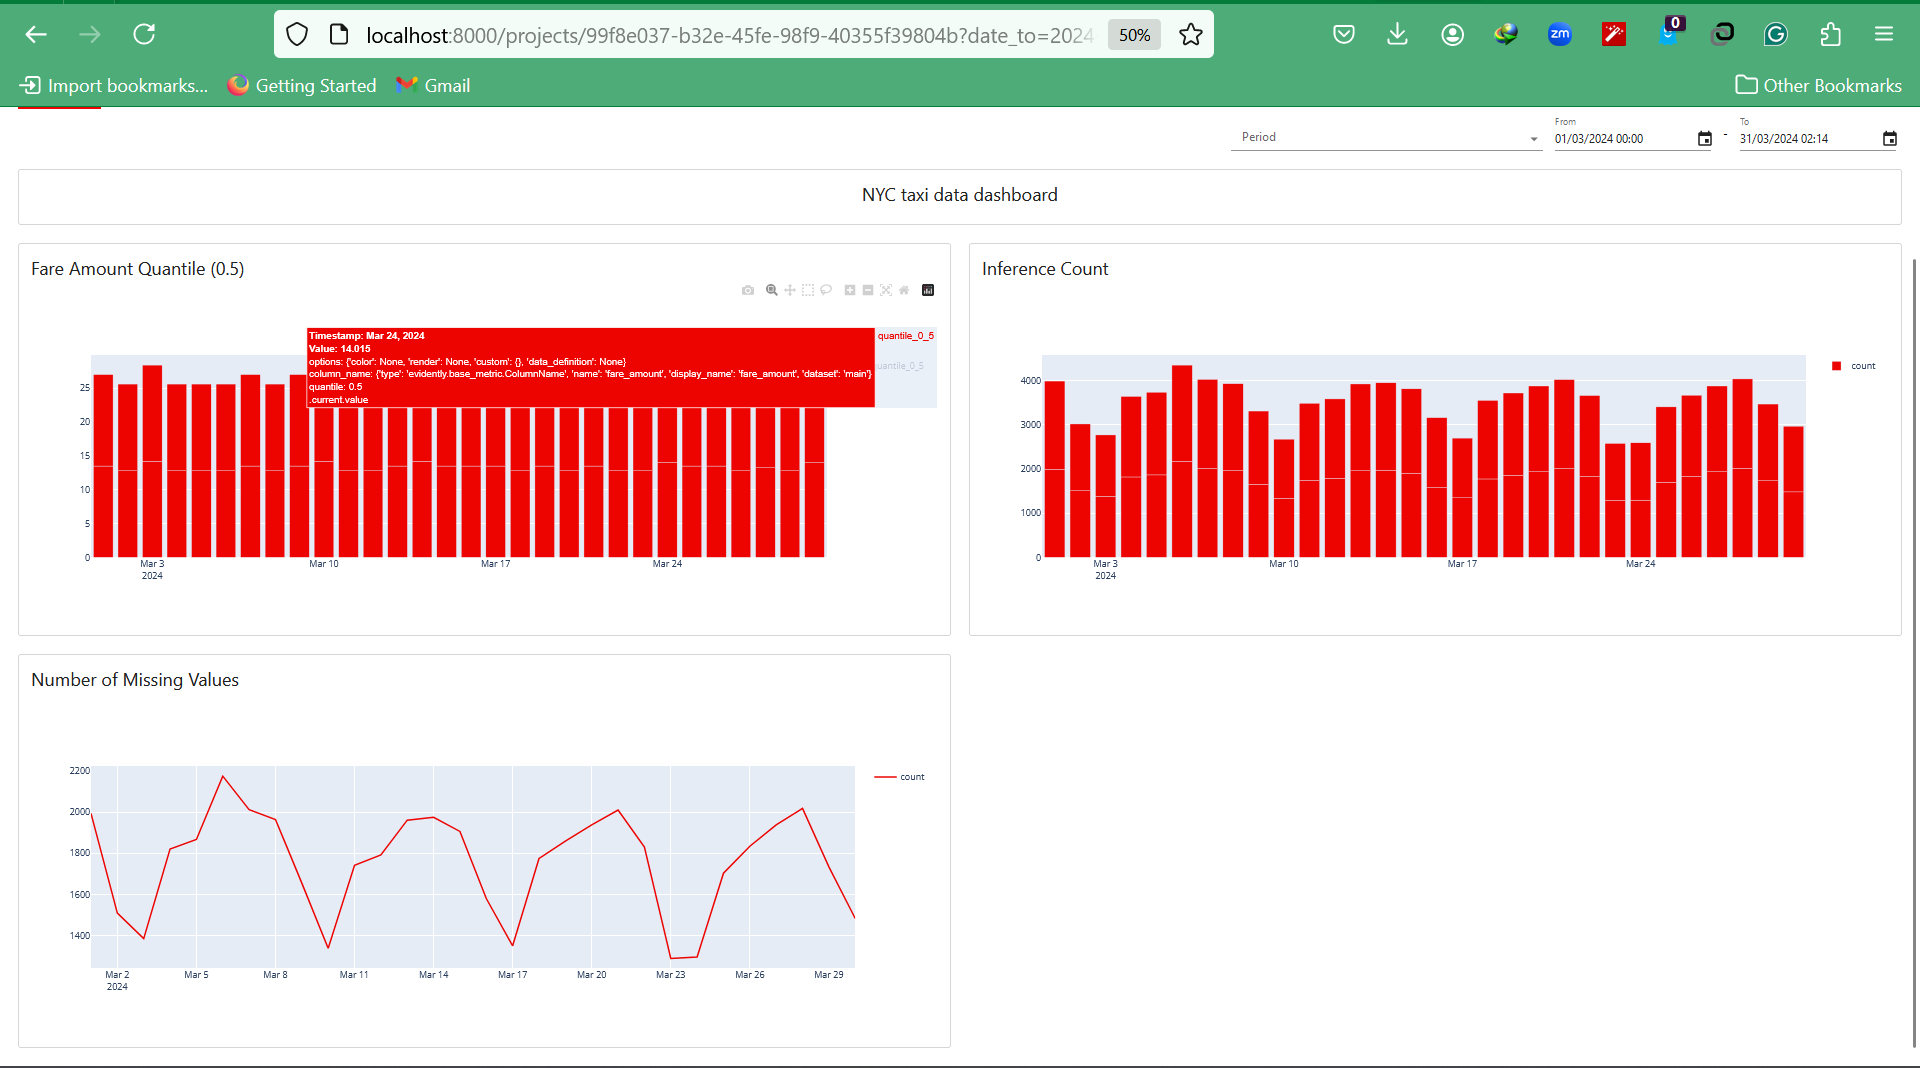 localhost:8000/projects/99f8e037-b32e-45fe-98f9-40355f39804b?date_to=2024
50%
zm
0
Import bookmarks...
Getting Started
Gmail
Other Bookmarks
Period
From
01/03/2024 00:00
-
To
31/03/2024 02:14
NYC taxi data dashboard
Fare Amount Quantile (0.5)
Timestamp: Mar 24, 2024
Value: 14.015
options: {'color': None, 'render': None, 'custom': {}, 'data_definition': None}
column_name: {'type': 'evidently.base_metric.ColumnName', 'name': 'fare_amount', 'display_name': 'fare_amount', 'dataset': 'main'}
quantile: 0.5
.current.value
quantile_0_5
uantile_0_5
25
20
15
10
5
0
Mar 3
2024
Mar 10
Mar 17
Mar 24
Inference Count
count
4000
3000
2000
1000
0
Mar 3
2024
Mar 10
Mar 17
Mar 24
Number of Missing Values
count
2200
2000
1800
1600
1400
Mar 2
2024
Mar 5
Mar 8
Mar 11
Mar 14
Mar 17
Mar 20
Mar 23
Mar 26
Mar 29